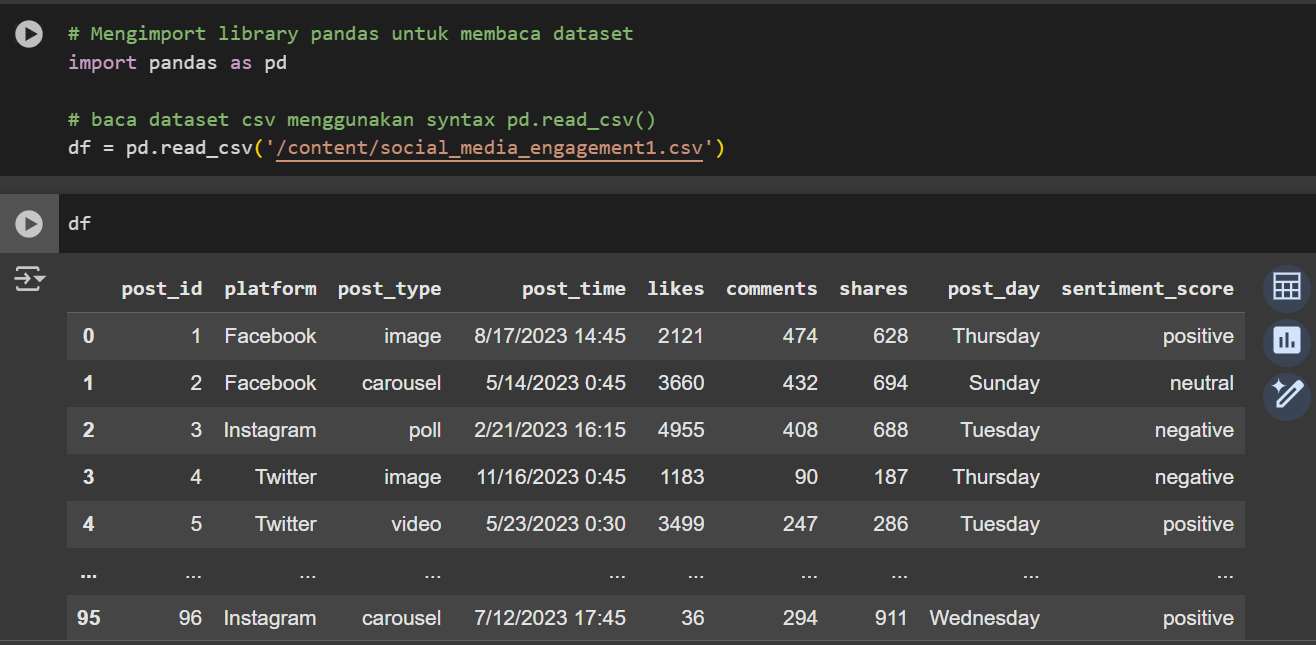 # Mengimport library pandas untuk membaca dataset
import pandas as pd
# baca dataset csv menggunakan syntax pd.read_csv()
df = pd.read_csv('/content/social_media_engagement1.csv')
df
post_id platform post_type post_time likes comments shares post_day sentiment_score
0 1 Facebook image 8/17/2023 14:45 2121 474 628 Thursday positive
1 2 Facebook carousel 5/14/2023 0:45 3660 432 694 Sunday neutral
2 3 Instagram poll 2/21/2023 16:15 4955 408 688 Tuesday negative
3 4 Twitter image 11/16/2023 0:45 1183 90 187 Thursday negative
4 5 Twitter video 5/23/2023 0:30 3499 247 286 Tuesday positive
... ... ... ... ... ... ... ... ... ...
95 96 Instagram carousel 7/12/2023 17:45 36 294 911 Wednesday positive